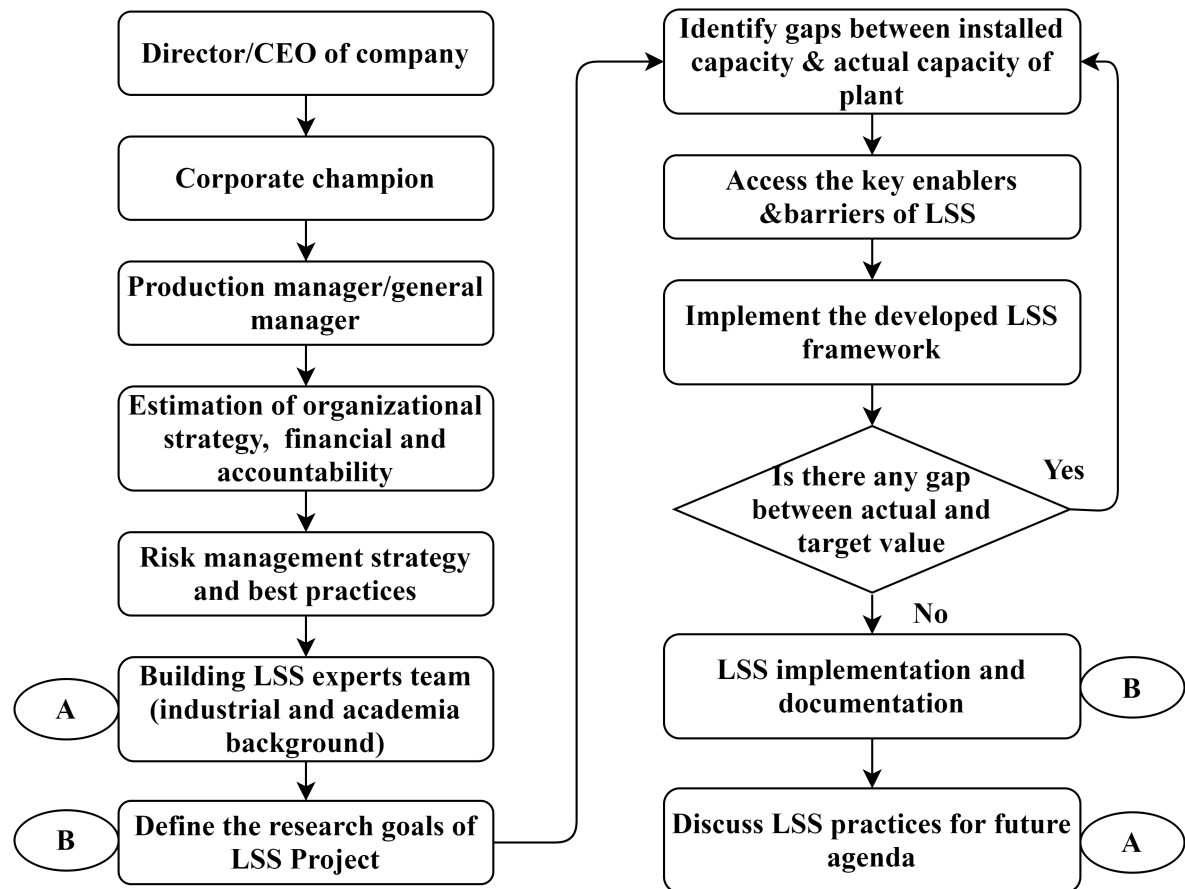 Director/CEO of company
Corporate champion
Production manager/general
manager
Estimation of organizational
strategy,  financial and
accountability
Risk management strategy
and best practices
A
Building LSS experts team
(industrial and academia
background)
B
Define the research goals of
LSS Project
Identify gaps between installed
capacity & actual capacity of
plant
Access the key enablers
&barriers of LSS
Implement the developed LSS
framework
Is there any gap
between actual and
target value
Yes
No
LSS implementation and
documentation
B
Discuss LSS practices for future
agenda
A